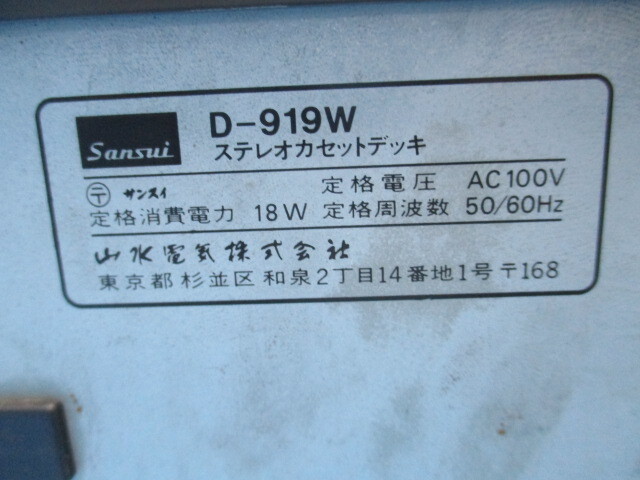 Sansui
D-919W
ステレオカセットデッキ
〒 サンスイ 定格電圧 AC100V
定格消費電力 18W 定格周波数 50/60Hz
山水電気株式会社
東京都杉並区和泉2丁目14番地1号〒168